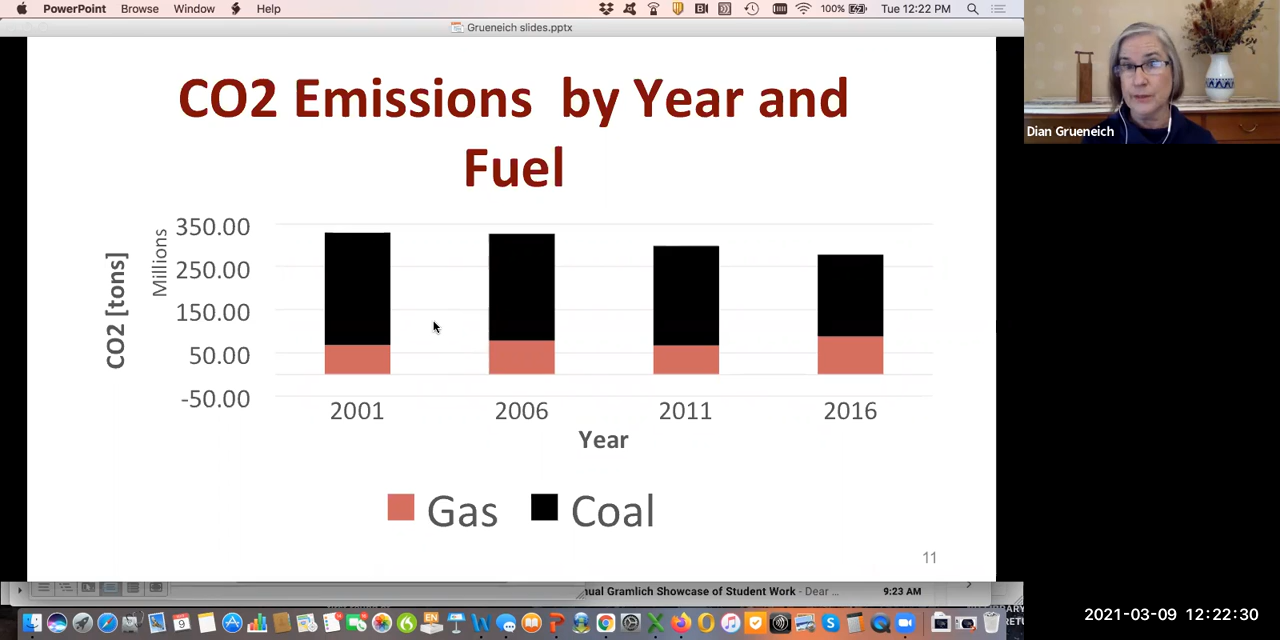 PowerPoint Browse Window Help 100% Tue 12:22 PM
Grueneich slides.pptx
CO2 Emissions by Year and
Fuel
CO2 [tons]
Millions
350.00
250.00
150.00
50.00
-50.00
2001 2006 2011 2016
Year
Gas Coal
11
Dian Grueneich
ual Gramlich Showcase of Student Work - Dear ... 9:23 AM
2021-03-09 12:22:30